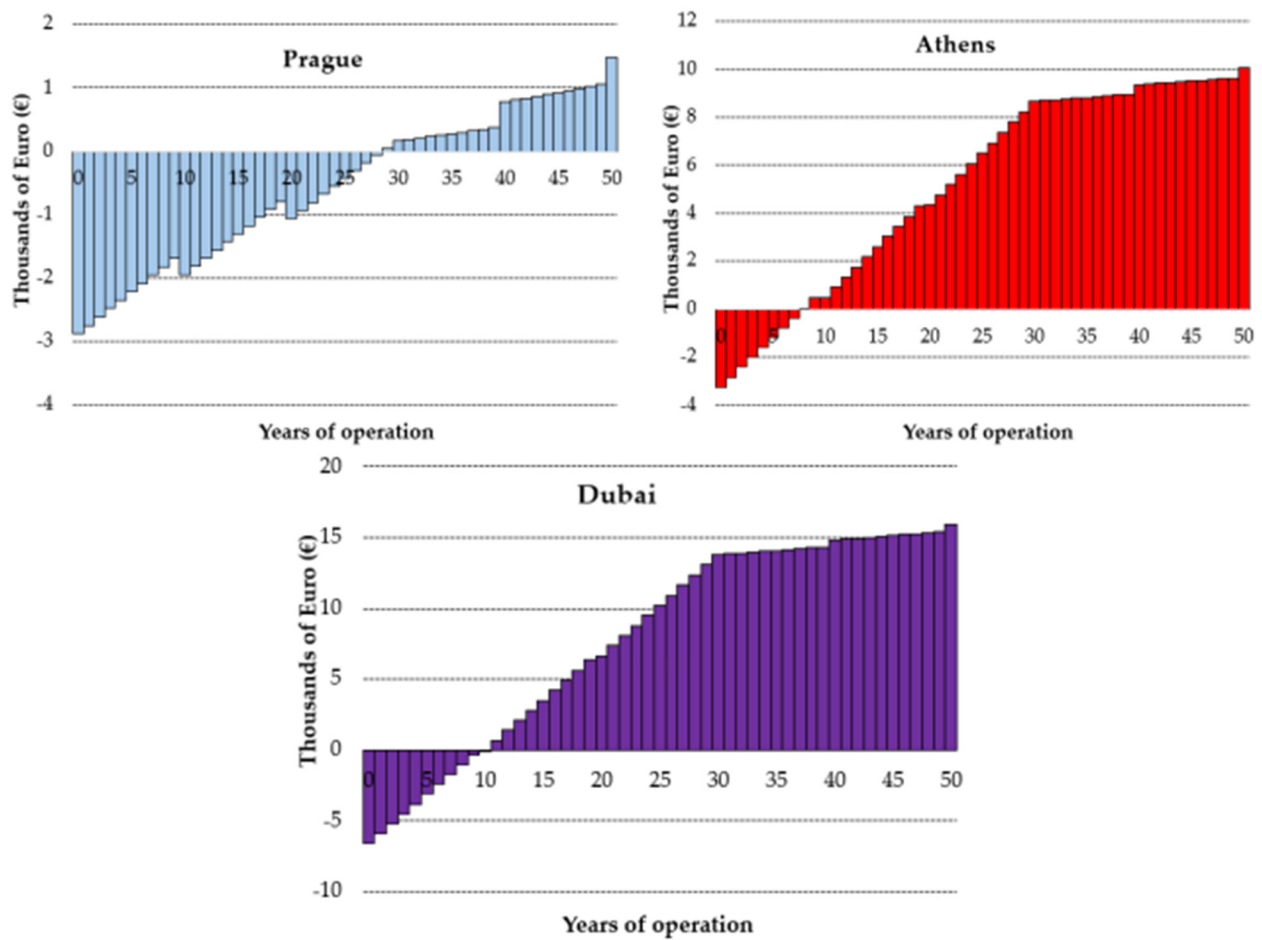 Prague
Thousands of Euro (€)
2
1
0
-1
-2
-3
-4
0 5 10 15 20 25 30 35 40 45 50
Years of operation
Athens
Thousands of Euro (€)
12
10
8
6
4
2
0
-2
-4
0 5 10 15 20 25 30 35 40 45 50
Years of operation
Dubai
Thousands of Euro (€)
20
15
10
5
0
-5
-10
0 5 10 15 20 25 30 35 40 45 50
Years of operation